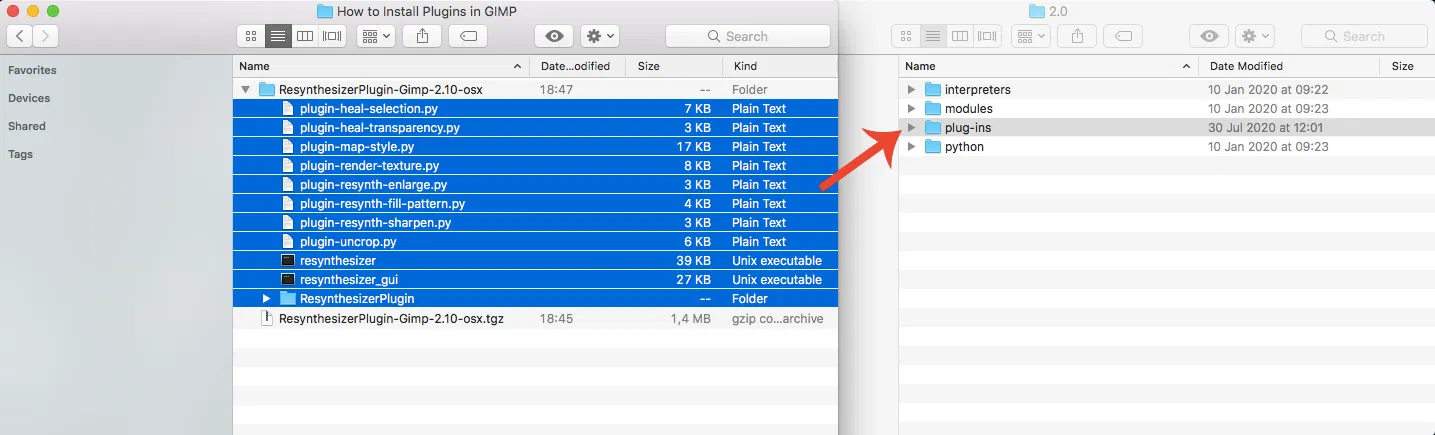 How to Install Plugins in GIMP
Search
Favorites
Devices
Shared
Tags
Name Date...odified Size Kind
ResynthesizerPlugin-Gimp-2.10-osx 18:47 -- Folder
plugin-heal-selection.py 7 KB Plain Text
plugin-heal-transparency.py 3 KB Plain Text
plugin-map-style.py 17 KB Plain Text
plugin-render-texture.py 8 KB Plain Text
plugin-resynth-enlarge.py 3 KB Plain Text
plugin-resynth-fill-pattern.py 4 KB Plain Text
plugin-resynth-sharpen.py 3 KB Plain Text
plugin-uncrop.py 6 KB Plain Text
resynthesizer 39 KB Unix executable
resynthesizer_gui 27 KB Unix executable
ResynthesizerPlugin -- Folder
ResynthesizerPlugin-Gimp-2.10-osx.tgz 18:45 1,4 MB gzip co...archive
2.0
Search
Name Date Modified Size
interpreters 10 Jan 2020 at 09:22
modules 10 Jan 2020 at 09:23
plug-ins 30 Jul 2020 at 12:01
python 10 Jan 2020 at 09:23